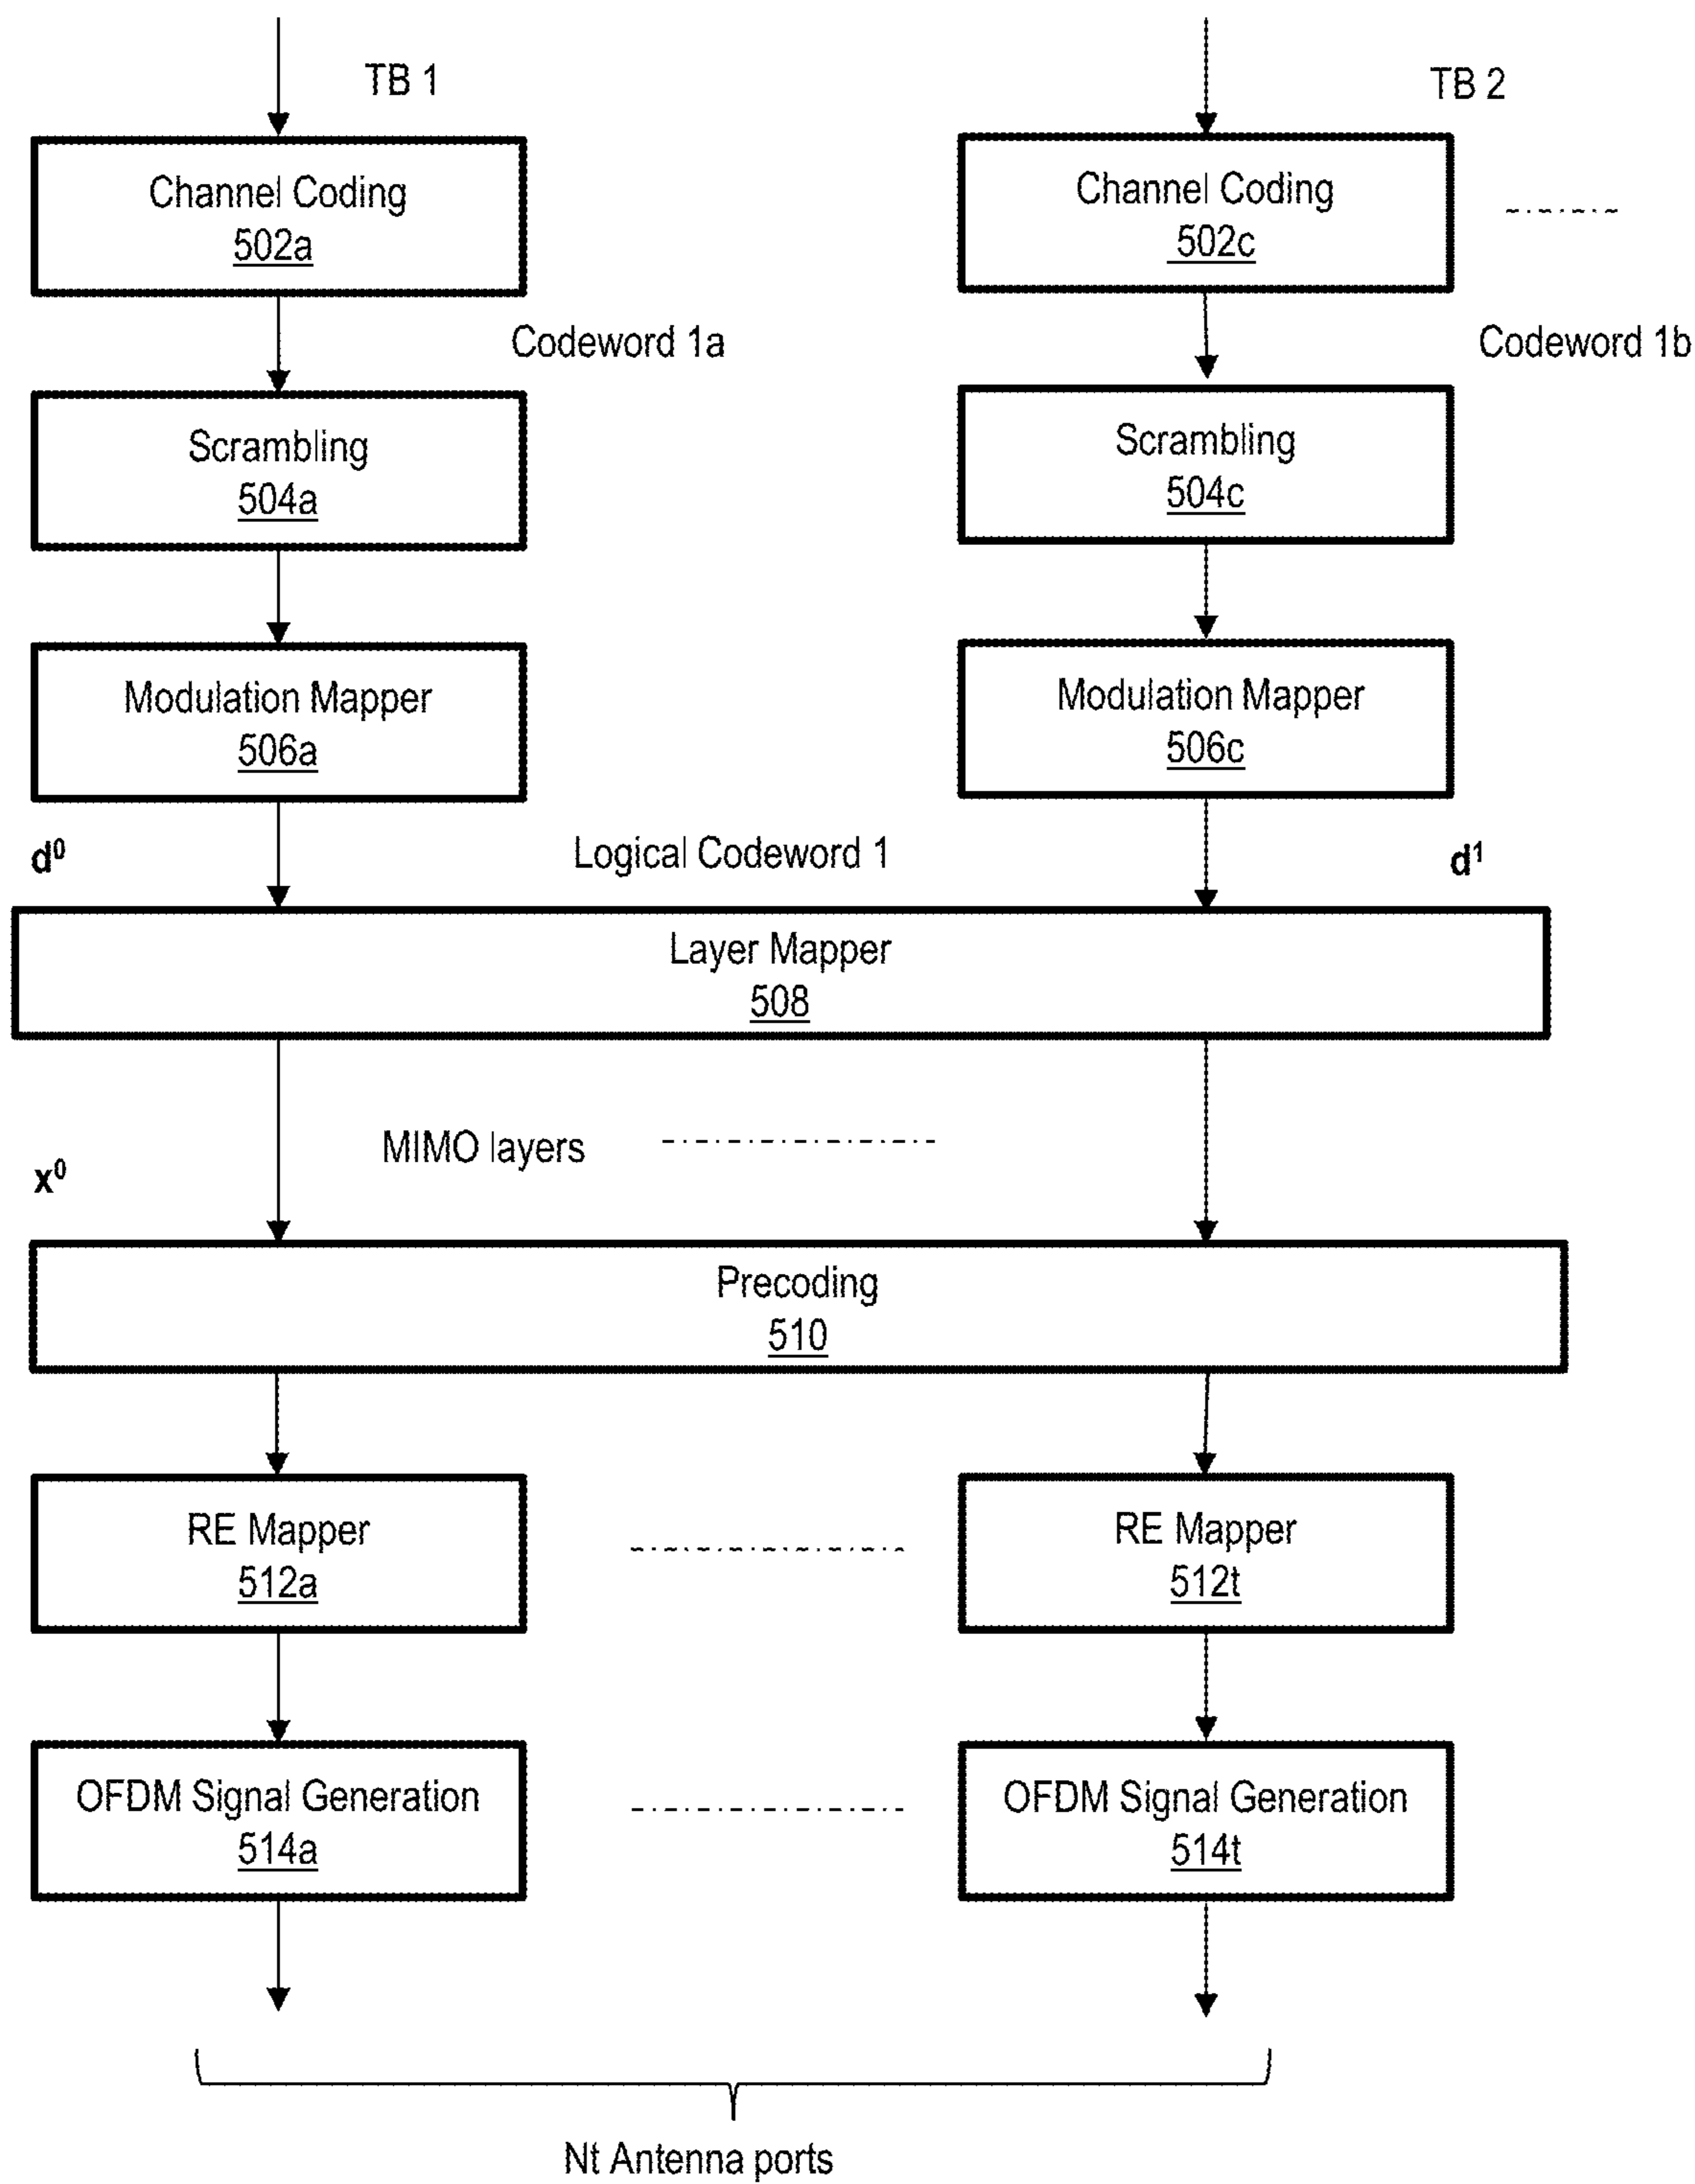 TB 1
TB 2
Channel Coding
502a
Channel Coding
502c
Codeword 1a
Codeword 1b
Scrambling
504a
Scrambling
504c
Modulation Mapper
506a
Modulation Mapper
506c
d⁰
Logical Codeword 1
d¹
Layer Mapper
508
MIMO layers
x⁰
Precoding
510
RE Mapper
512a
RE Mapper
512t
OFDM Signal Generation
514a
OFDM Signal Generation
514t
Nt Antenna ports